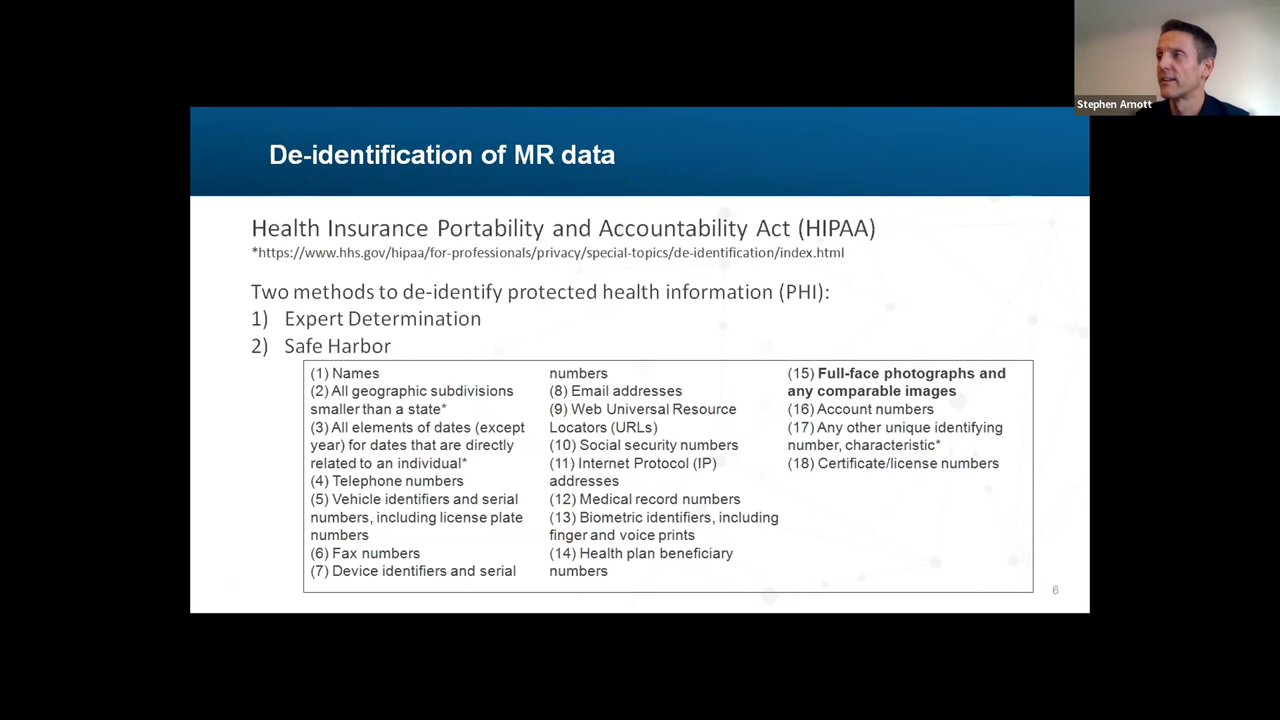 Stephen Arnott
De-identification of MR data
Health Insurance Portability and Accountability Act (HIPAA)
*https://www.hhs.gov/hipaa/for-professionals/privacy/special-topics/de-identification/index.html
Two methods to de-identify protected health information (PHI):
1) Expert Determination
2) Safe Harbor
(1) Names
(2) All geographic subdivisions
smaller than a state*
(3) All elements of dates (except
year) for dates that are directly
related to an individual*
(4) Telephone numbers
(5) Vehicle identifiers and serial
numbers, including license plate
numbers
(6) Fax numbers
(7) Device identifiers and serial
numbers
(8) Email addresses
(9) Web Universal Resource
Locators (URLs)
(10) Social security numbers
(11) Internet Protocol (IP)
addresses
(12) Medical record numbers
(13) Biometric identifiers, including
finger and voice prints
(14) Health plan beneficiary
numbers
(15) Full-face photographs and
any comparable images
(16) Account numbers
(17) Any other unique identifying
number, characteristic*
(18) Certificate/license numbers
6